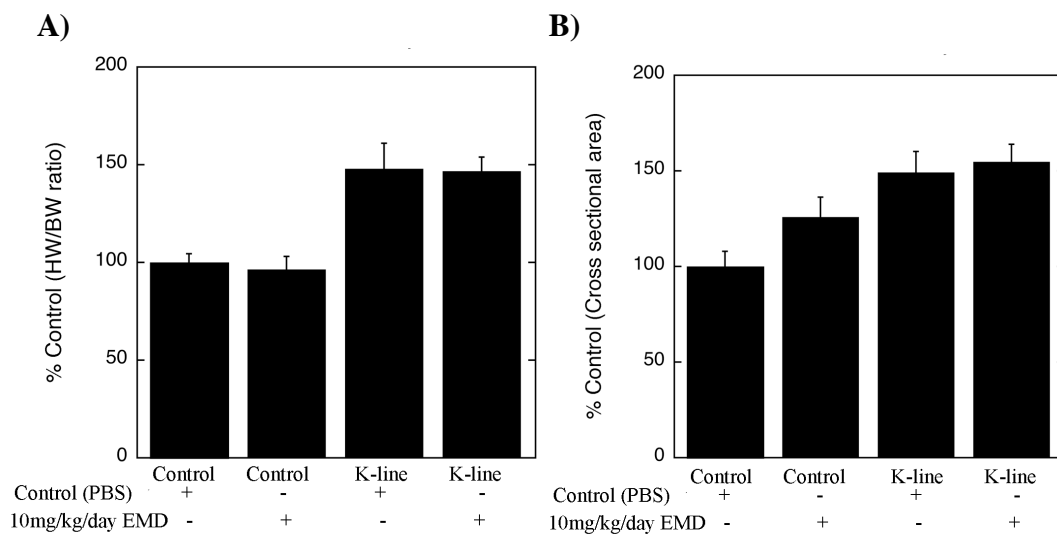 A)
% Control (HW/BW ratio)
200
150
100
50
0
Control Control K-line K-line
Control (PBS) + - + -
10mg/kg/day EMD - + - +
B)
% Control (Cross sectional area)
200
150
100
50
0
Control Control K-line K-line
Control (PBS) + - + -
10mg/kg/day EMD - + - +